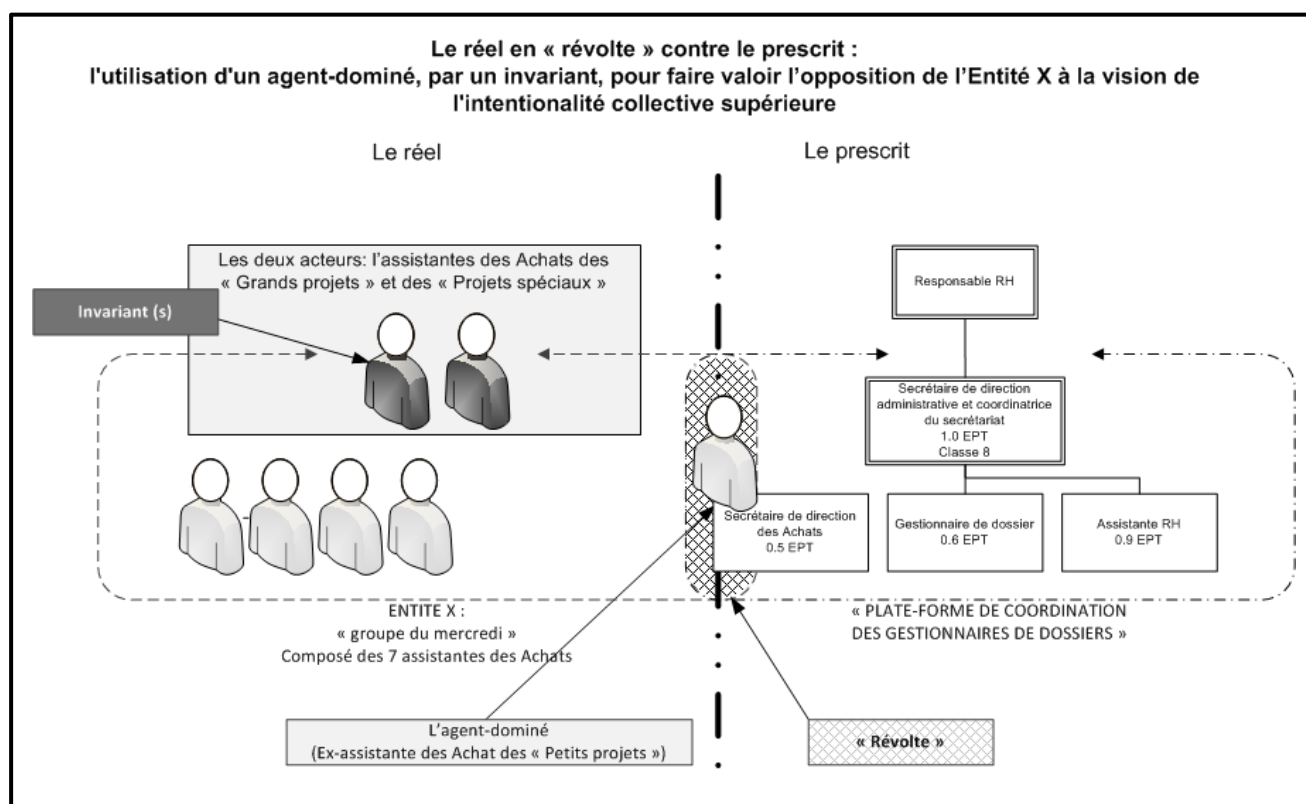 Le réel en « révolte » contre le prescrit :
l'utilisation d'un agent-dominé, par un invariant, pour faire valoir l’opposition de l’Entité X à la vision de
l'intentionalité collective supérieure
Le réel
Le prescrit
Les deux acteurs: l’assistantes des Achats des
« Grands projets » et des « Projets spéciaux »
Invariant (s)
Responsable RH
Secrétaire de direction
administrative et coordinatrice
du secrétariat
1.0 EPT
Classe 8
Secrétaire de direction
des Achats
0.5 EPT
Gestionnaire de dossier
0.6 EPT
Assistante RH
0.9 EPT
ENTITE X :
« groupe du mercredi »
Composé des 7 assistantes des Achats
« PLATE-FORME DE COORDINATION
DES GESTIONNAIRES DE DOSSIERS »
L’agent-dominé
(Ex-assistante des Achat des « Petits projets »)
« Révolte »